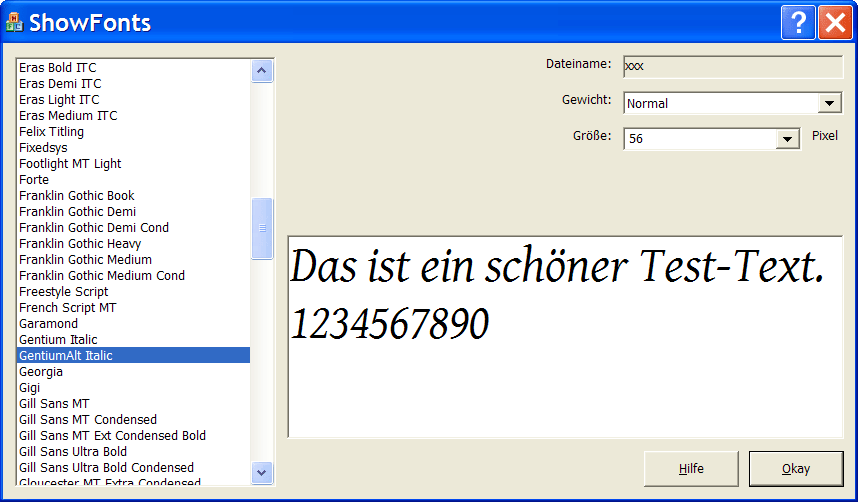 ShowFonts
Eras Bold ITC
Eras Demi ITC
Eras Light ITC
Eras Medium ITC
Felix Titling
Fixedsys
Footlight MT Light
Forte
Franklin Gothic Book
Franklin Gothic Demi
Franklin Gothic Demi Cond
Franklin Gothic Heavy
Franklin Gothic Medium
Franklin Gothic Medium Cond
Freestyle Script
French Script MT
Garamond
Gentium Italic
GentiumAlt Italic
Georgia
Gigi
Gill Sans MT
Gill Sans MT Condensed
Gill Sans MT Ext Condensed Bold
Gill Sans Ultra Bold
Gill Sans Ultra Bold Condensed
Gloucester MT Extra Condensed
Dateiname: xxx
Gewicht: Normal
Größe: 56 Pixel
Das ist ein schöner Test-Text.
1234567890
Hilfe
Okay